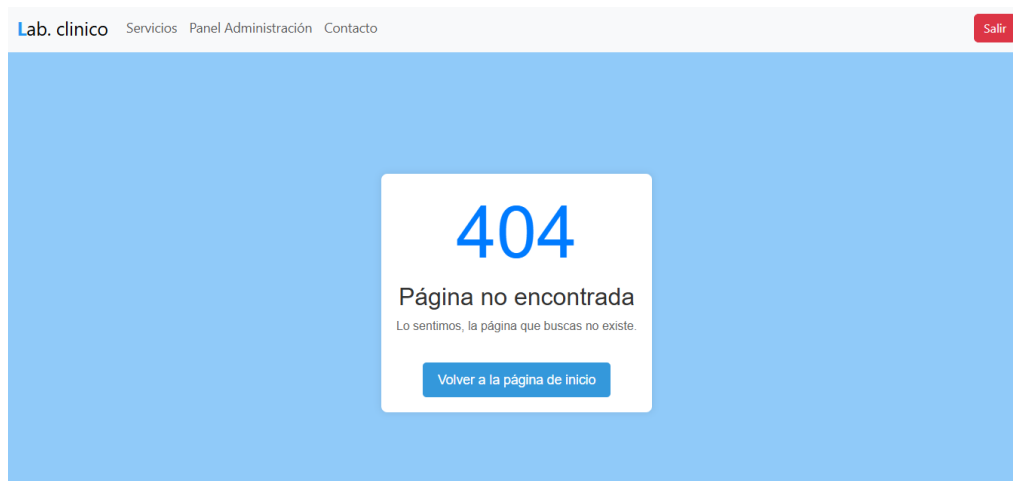 Lab. clinico Servicios Panel Administración Contacto Salir
404
Página no encontrada
Lo sentimos, la página que buscas no existe.
Volver a la página de inicio